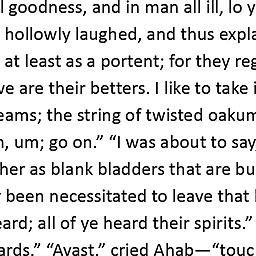 l goodness, and in man all ill, lo y
hollowly laughed, and thus expla
at least as a portent; for they reg
ve are their betters. I like to take i
eams; the string of twisted oakum
n, um; go on.” “I was about to say,
her as blank bladders that are bu
been necessitated to leave that
eard; all of ye heard their spirits.”
ards.” “Avast,” cried Ahab—“touc